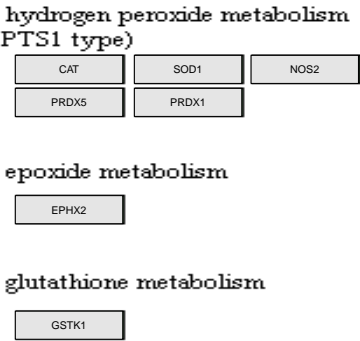 hydrogen peroxide metabolism
PTS1 type)
CAT SOD1 NOS2
PRDX5 PRDX1
epoxide metabolism
EPHX2
glutathione metabolism
GSTK1